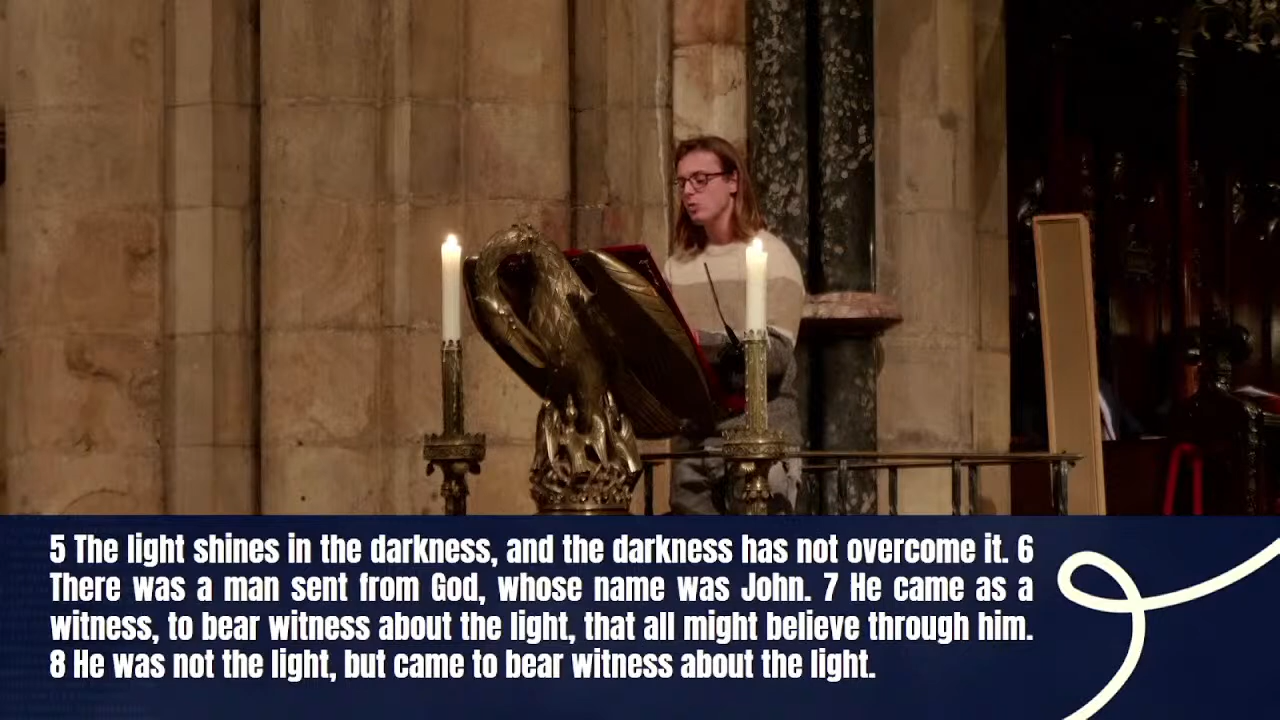 5 The light shines in the darkness, and the darkness has not overcome it. 6
There was a man sent from God, whose name was John. 7 He came as a
witness, to bear witness about the light, that all might believe through him.
8 He was not the light, but came to bear witness about the light.